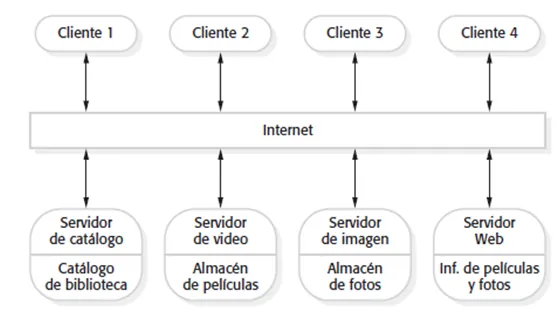 Cliente 1
Cliente 2
Cliente 3
Cliente 4
Internet
Servidor
de catálogo
Catálogo
de biblioteca
Servidor
de video
Almacén
de películas
Servidor
de imagen
Almacén
de fotos
Servidor
Web
Inf. de películas
y fotos